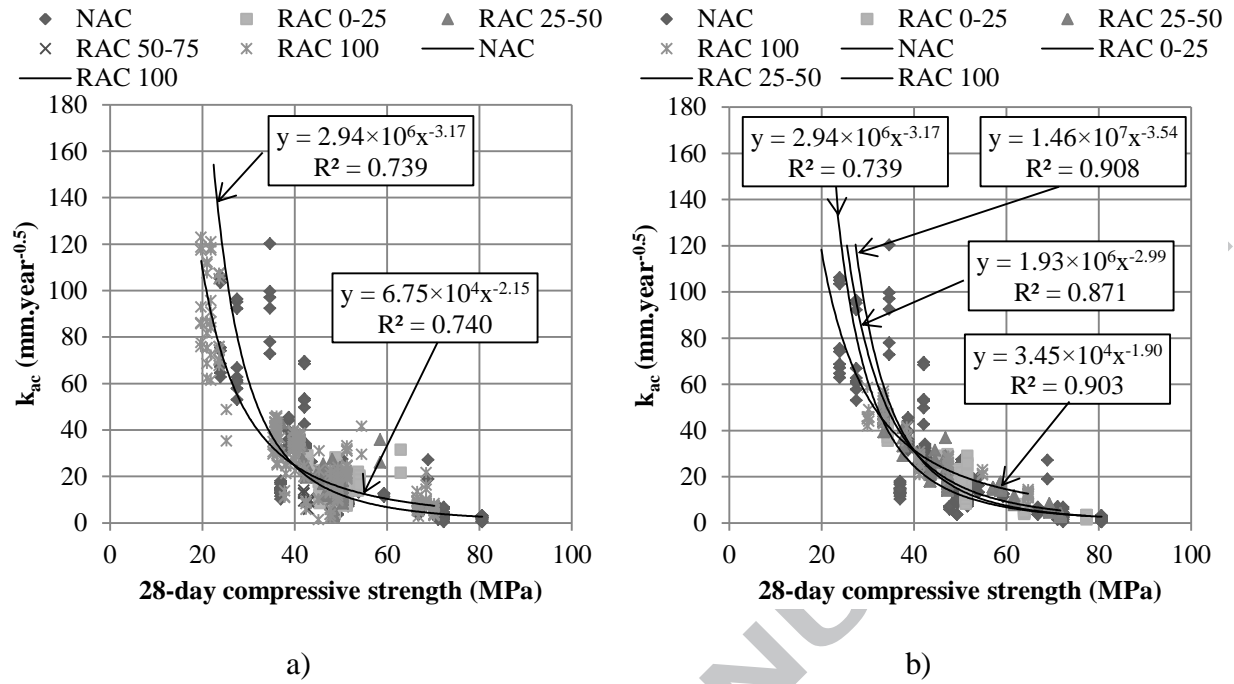 NAC RAC 0-25 RAC 25-50
RAC 50-75 RAC 100 NAC
RAC 100
180
160
140
120
100
80
60
40
20
0
k_ac (mm.year^-0.5)
y = 2.94×10^6x^-3.17
R² = 0.739
y = 6.75×10^4x^-2.15
R² = 0.740
0 20 40 60 80 100
28-day compressive strength (MPa)
a)
NAC RAC 0-25 RAC 25-50
RAC 100 NAC RAC 0-25
RAC 25-50 RAC 100
180
160
140
120
100
80
60
40
20
0
k_ac (mm.year^-0.5)
y = 2.94×10^6x^-3.17
R² = 0.739
y = 1.46×10^7x^-3.54
R² = 0.908
y = 1.93×10^6x^-2.99
R² = 0.871
y = 3.45×10^4x^-1.90
R² = 0.903
0 20 40 60 80 100
28-day compressive strength (MPa)
b)